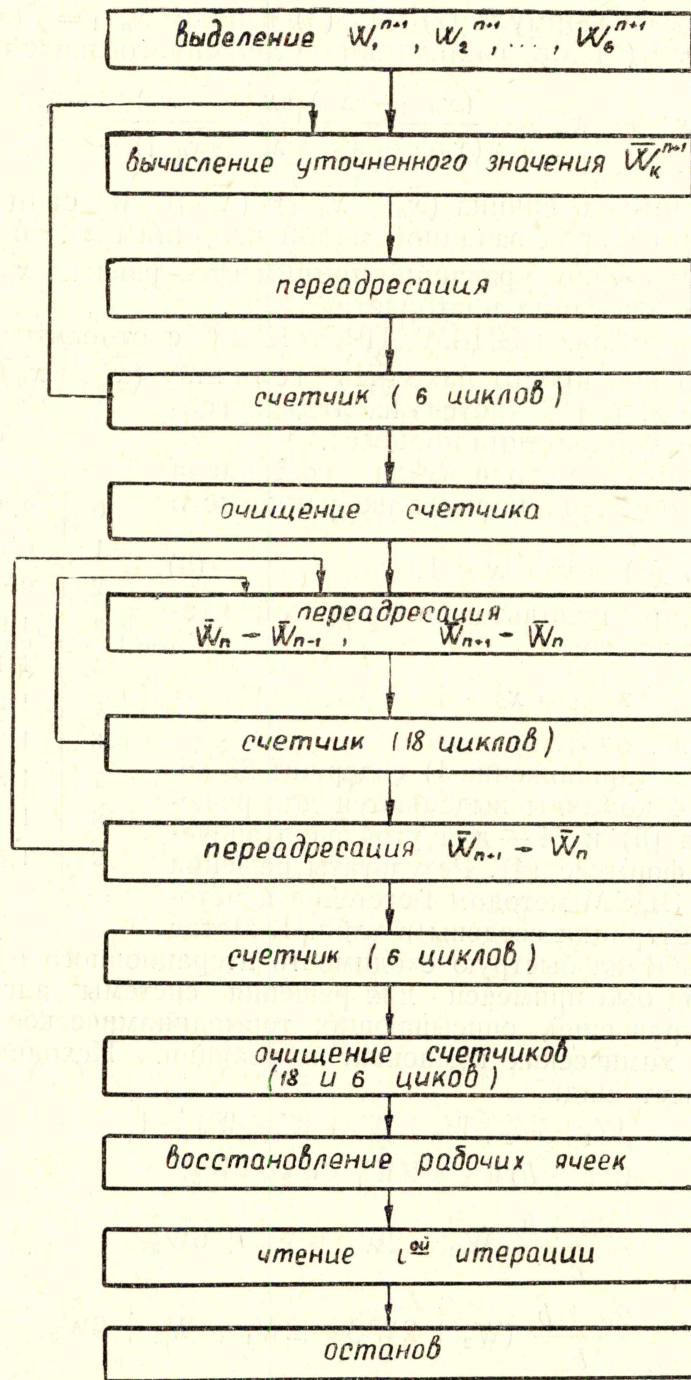 выделение W₁ⁿ⁺¹, W₂ⁿ⁺¹, ..., W₆ⁿ⁺¹
вычисление уточненного значения W̄ₖⁿ⁺¹
переадресация
счетчик ( 6 циклов )
очищение счетчика
переадресация
W̄ₙ – W̄ₙ₋₁ , W̄ₙ₊₁ – W̄ₙ
счетчик ( 18 циклов )
переадресация W̄ₙ₊₁ – W̄ₙ
счетчик ( 6 циклов )
очищение счетчиков
(18 и 6 циков )
восстановление рабочих ячеек
чтение iᵒй итерации
останов